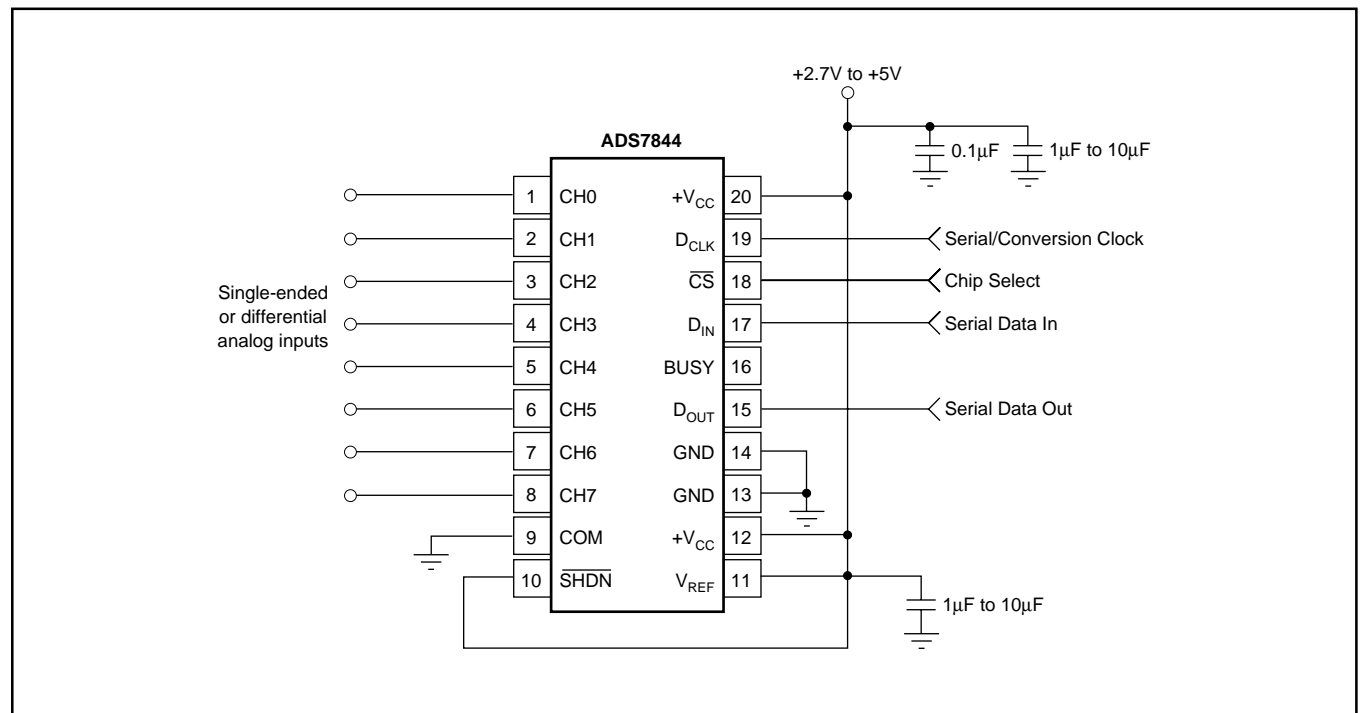 +2.7V to +5V
ADS7844
0.1µF
1µF to 10µF
1 CH0 +VCC 20
2 CH1 DCLK 19 Serial/Conversion Clock
3 CH2 CS 18 Chip Select
4 CH3 DIN 17 Serial Data In
5 CH4 BUSY 16
6 CH5 DOUT 15 Serial Data Out
7 CH6 GND 14
8 CH7 GND 13
9 COM +VCC 12
10 SHDN VREF 11
Single-ended
or differential
analog inputs
1µF to 10µF